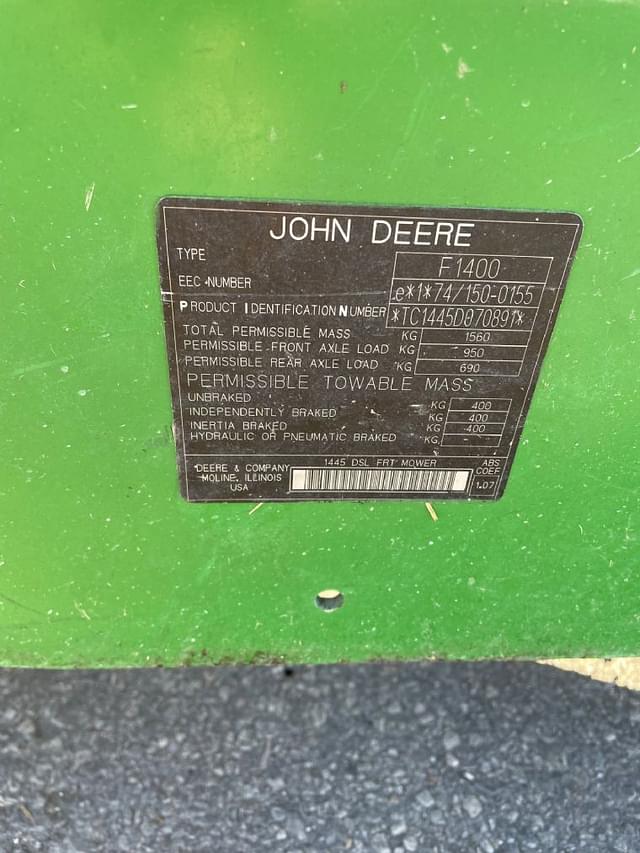 JOHN DEERE
TYPE F1400
EEC NUMBER e*1*74/150-0155
PRODUCT IDENTIFICATION NUMBER *TC1445D070891*
TOTAL PERMISSIBLE MASS KG 1560
PERMISSIBLE FRONT AXLE LOAD KG 950
PERMISSIBLE REAR AXLE LOAD KG 690
PERMISSIBLE TOWABLE MASS
UNBRAKED KG 400
INDEPENDENTLY BRAKED KG 400
INERTIA BRAKED KG 400
HYDRAULIC OR PNEUMATIC BRAKED KG -
DEERE & COMPANY 1445 DSL FRT MOWER ABS
MOLINE, ILLINOIS COEF
USA 1.07